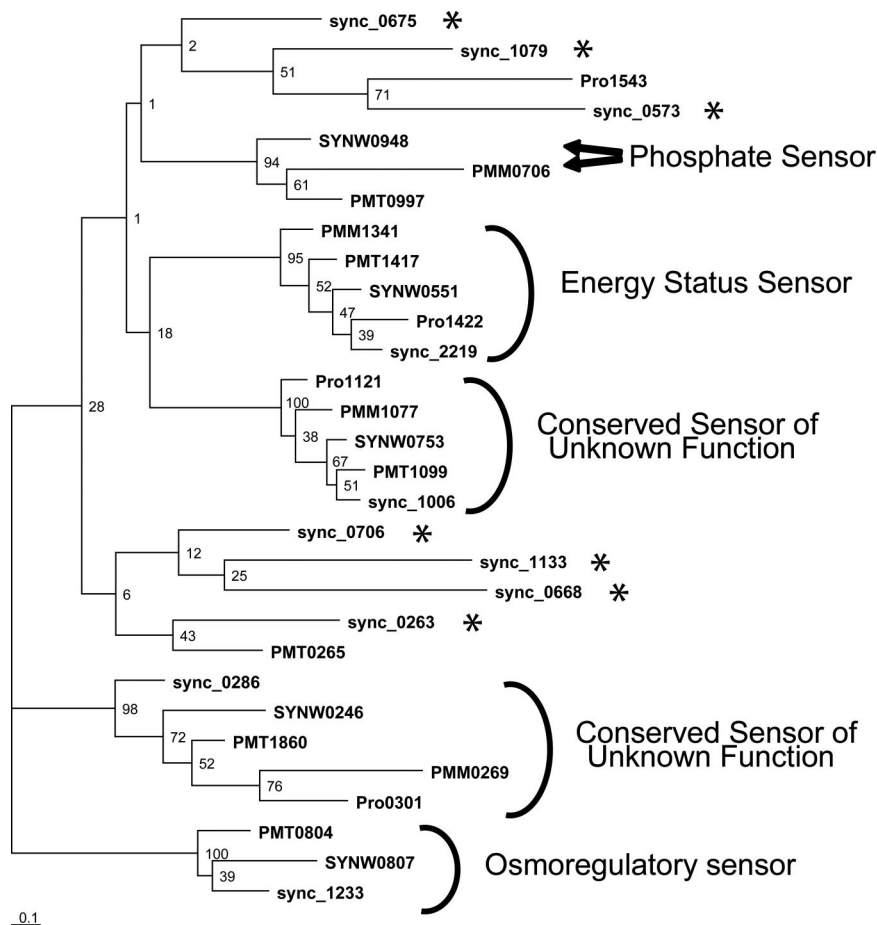 sync_0675 *
2
sync_1079 *
51
Pro1543
71
sync_0573 *
1
SYNW0948
94
Phosphate Sensor
PMM0706
61
PMT0997
1
PMM1341
95
PMT1417
52
Energy Status Sensor
SYNW0551
47
Pro1422
39
sync_2219
18
Pro1121
100
PMM1077
28
Conserved Sensor of
Unknown Function
38
SYNW0753
67
PMT1099
51
sync_1006
sync_0706 *
12
sync_1133 *
25
sync_0668 *
6
sync_0263 *
43
PMT0265
sync_0286
98
SYNW0246
Conserved Sensor of
Unknown Function
72
PMT1860
52
PMM0269
76
Pro0301
PMT0804
100
SYNW0807
Osmoregulatory sensor
39
sync_1233
0.1